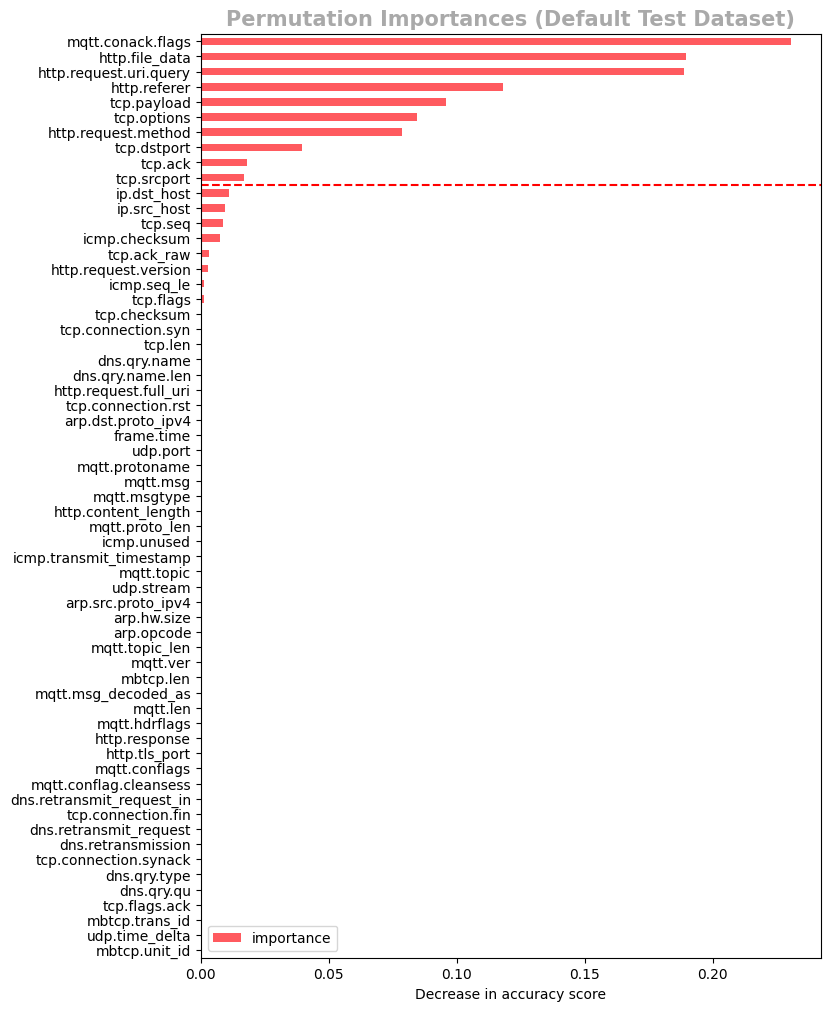 Permutation Importances (Default Test Dataset)
mqtt.conack.flags
http.file_data
http.request.uri.query
http.referer
tcp.payload
tcp.options
http.request.method
tcp.dstport
tcp.ack
tcp.srcport
ip.dst_host
ip.src_host
tcp.seq
icmp.checksum
tcp.ack_raw
http.request.version
icmp.seq_le
tcp.flags
tcp.checksum
tcp.connection.syn
tcp.len
dns.qry.name
dns.qry.name.len
http.request.full_uri
tcp.connection.rst
arp.dst.proto_ipv4
frame.time
udp.port
mqtt.protoname
mqtt.msg
mqtt.msgtype
http.content_length
mqtt.proto_len
icmp.unused
icmp.transmit_timestamp
mqtt.topic
udp.stream
arp.src.proto_ipv4
arp.hw.size
arp.opcode
mqtt.topic_len
mqtt.ver
mbtcp.len
mqtt.msg_decoded_as
mqtt.len
mqtt.hdrflags
http.response
http.tls_port
mqtt.conflags
mqtt.conflag.cleansess
dns.retransmit_request_in
tcp.connection.fin
dns.retransmit_request
dns.retransmission
tcp.connection.synack
dns.qry.type
dns.qry.qu
tcp.flags.ack
mbtcp.trans_id
udp.time_delta
mbtcp.unit_id
importance
0.00 0.05 0.10 0.15 0.20
Decrease in accuracy score